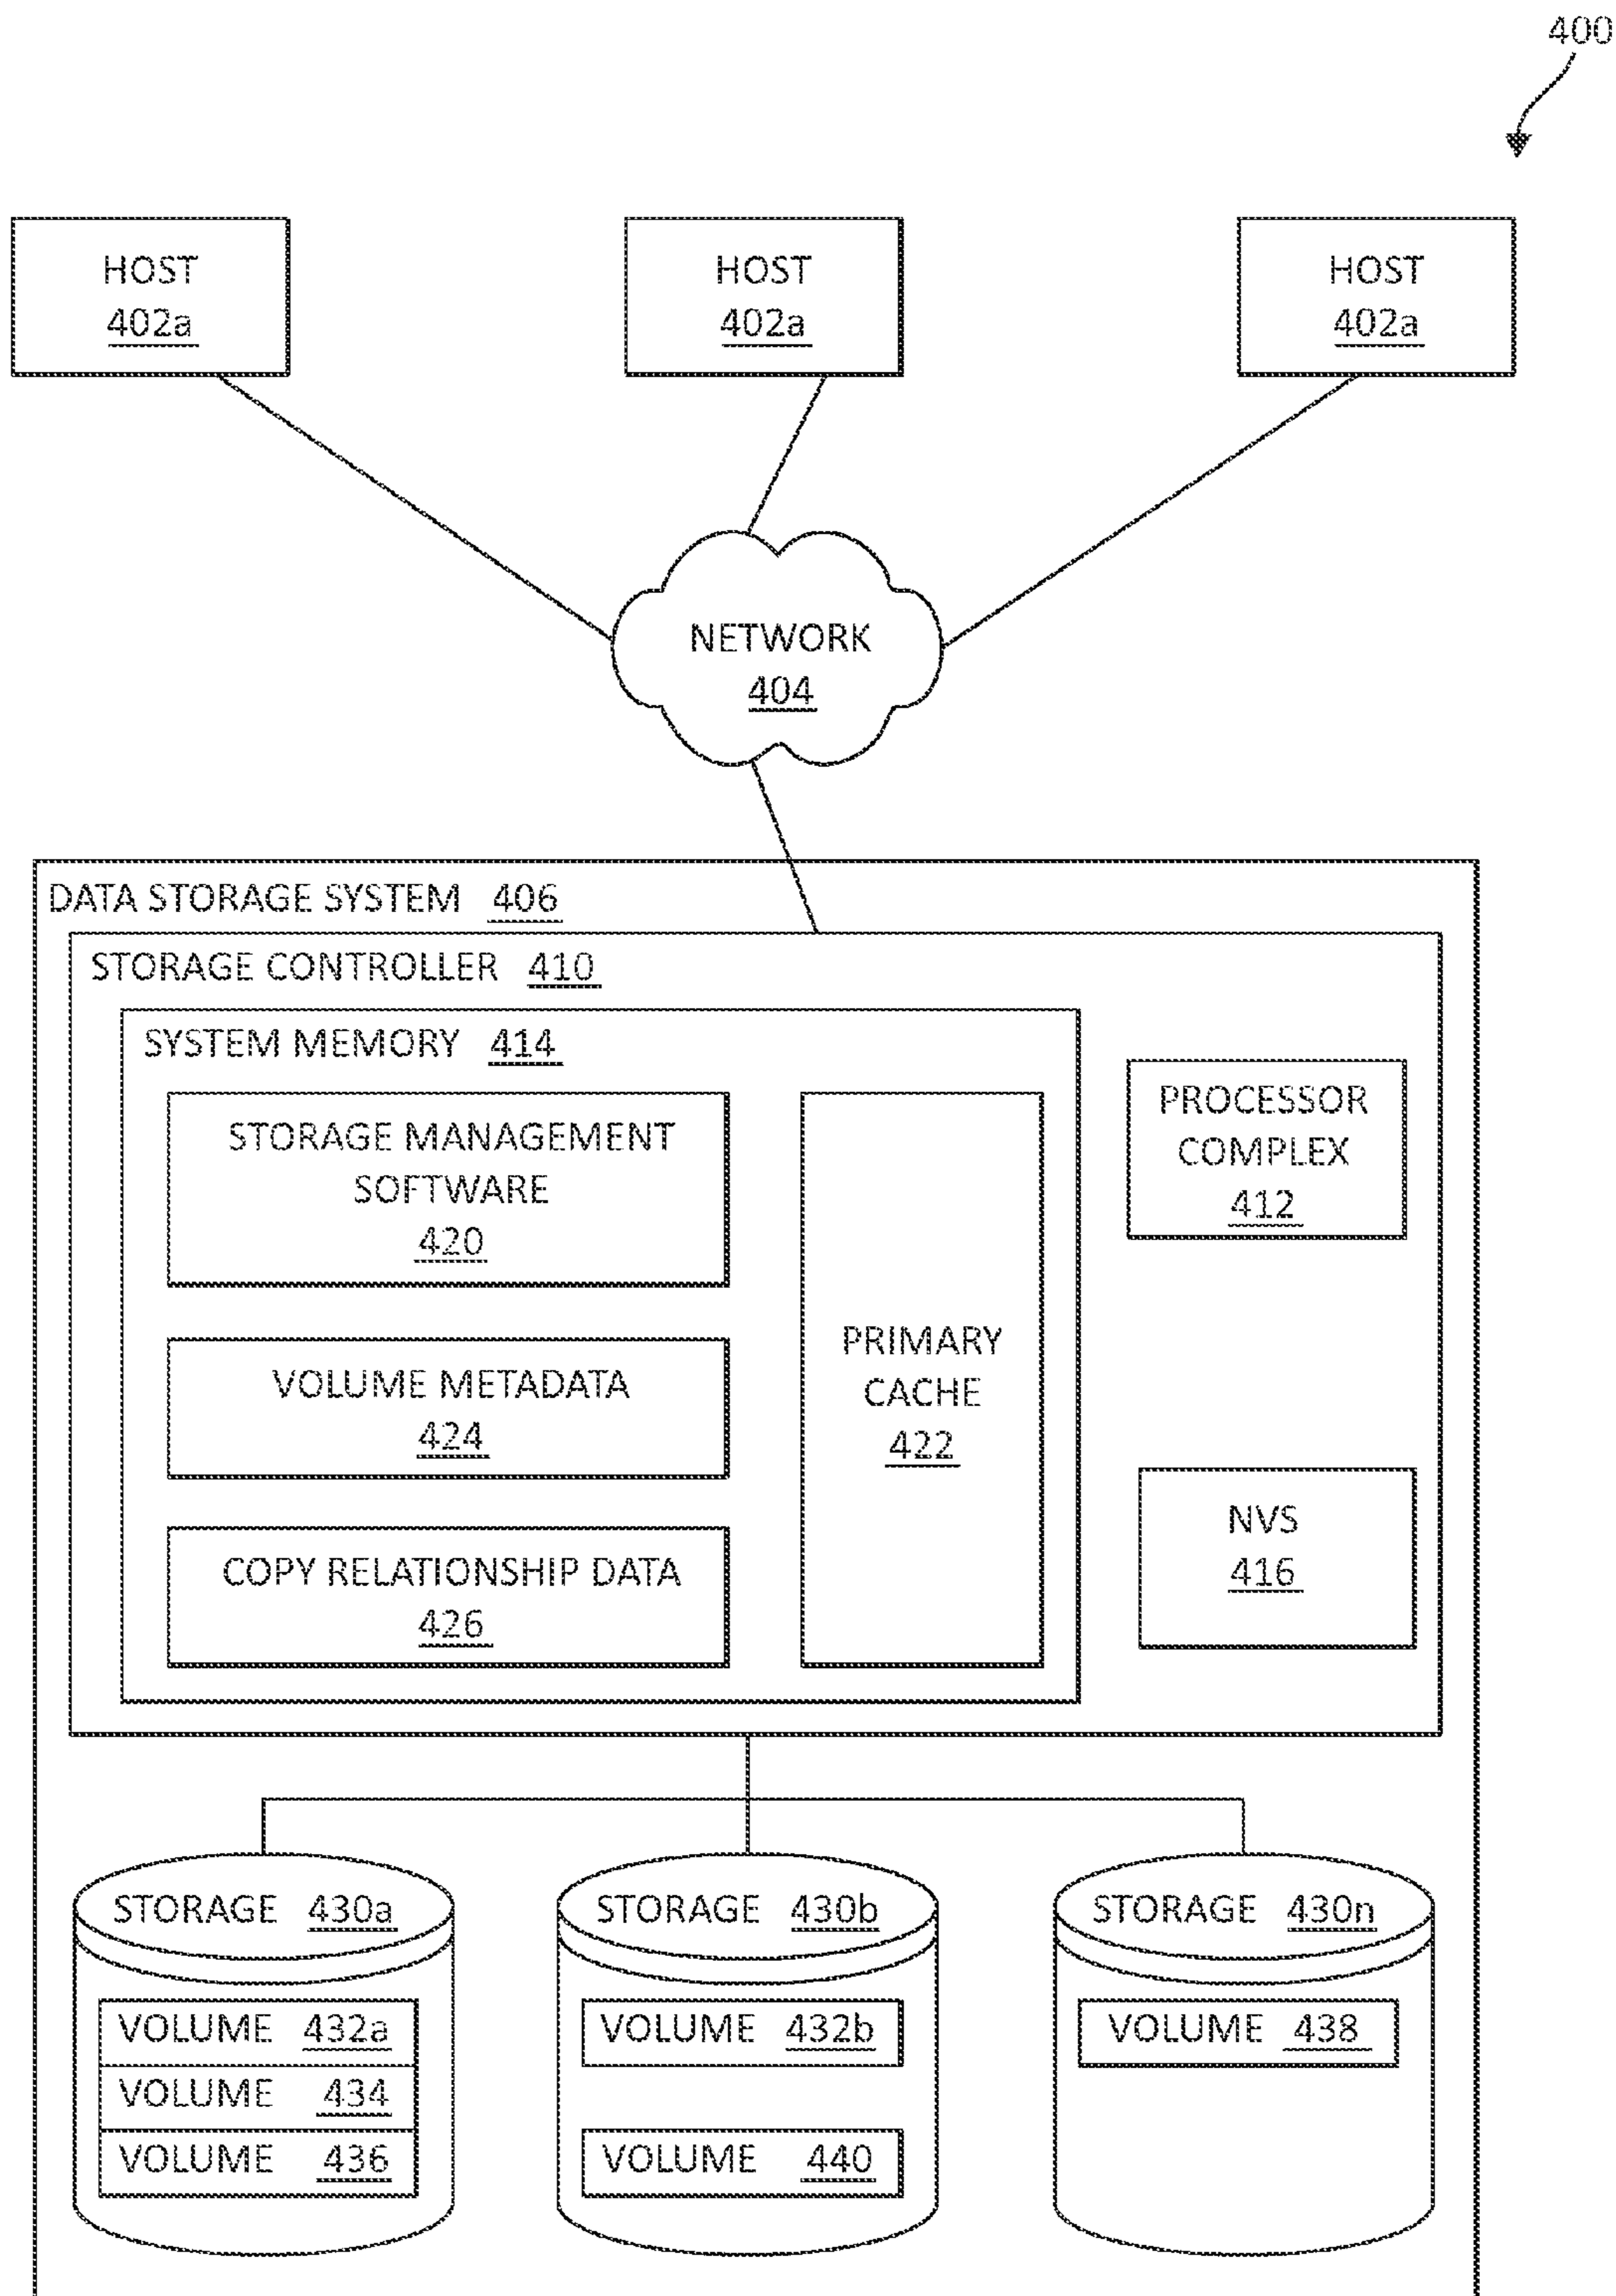 400
HOST
402a
HOST
402a
HOST
402a
NETWORK
404
DATA STORAGE SYSTEM 406
STORAGE CONTROLLER 410
SYSTEM MEMORY 414
STORAGE MANAGEMENT
SOFTWARE
420
VOLUME METADATA
424
COPY RELATIONSHIP DATA
426
PRIMARY
CACHE
422
PROCESSOR
COMPLEX
412
NVS
416
STORAGE 430a
VOLUME 432a
VOLUME 434
VOLUME 436
STORAGE 430b
VOLUME 432b
VOLUME 440
STORAGE 430n
VOLUME 438